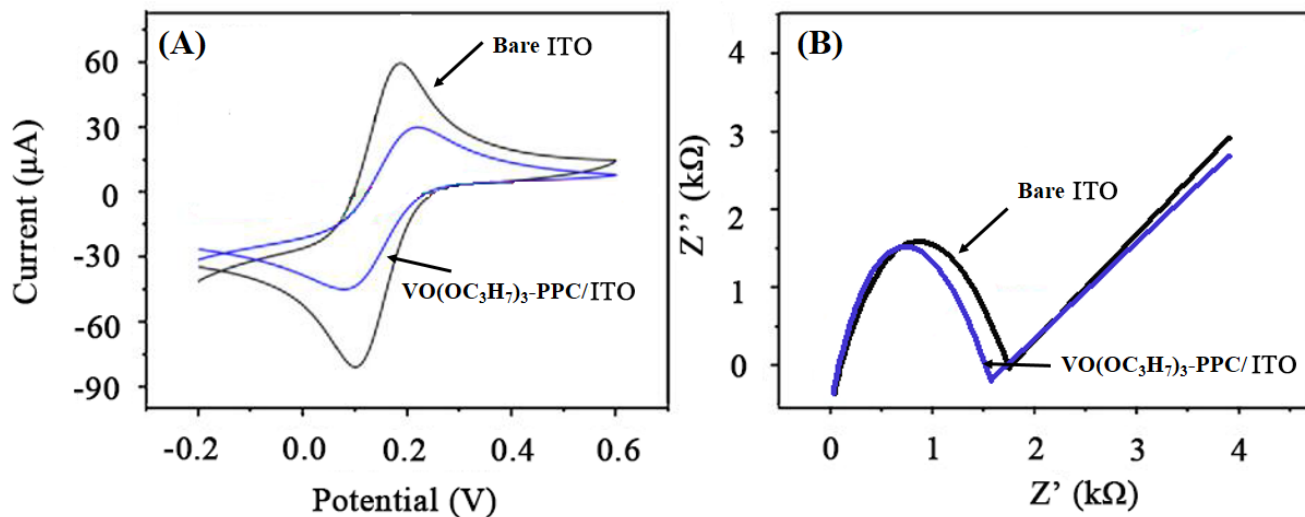 (A)
Bare ITO
VO(OC₃H₇)₃-PPC/ITO
60
30
0
-30
-60
-90
Current (µA)
-0.2
0.0
0.2
0.4
0.6
Potential (V)
(B)
Bare ITO
VO(OC₃H₇)₃-PPC/ITO
4
3
2
1
0
Z'' (kΩ)
0
1
2
3
4
Z' (kΩ)